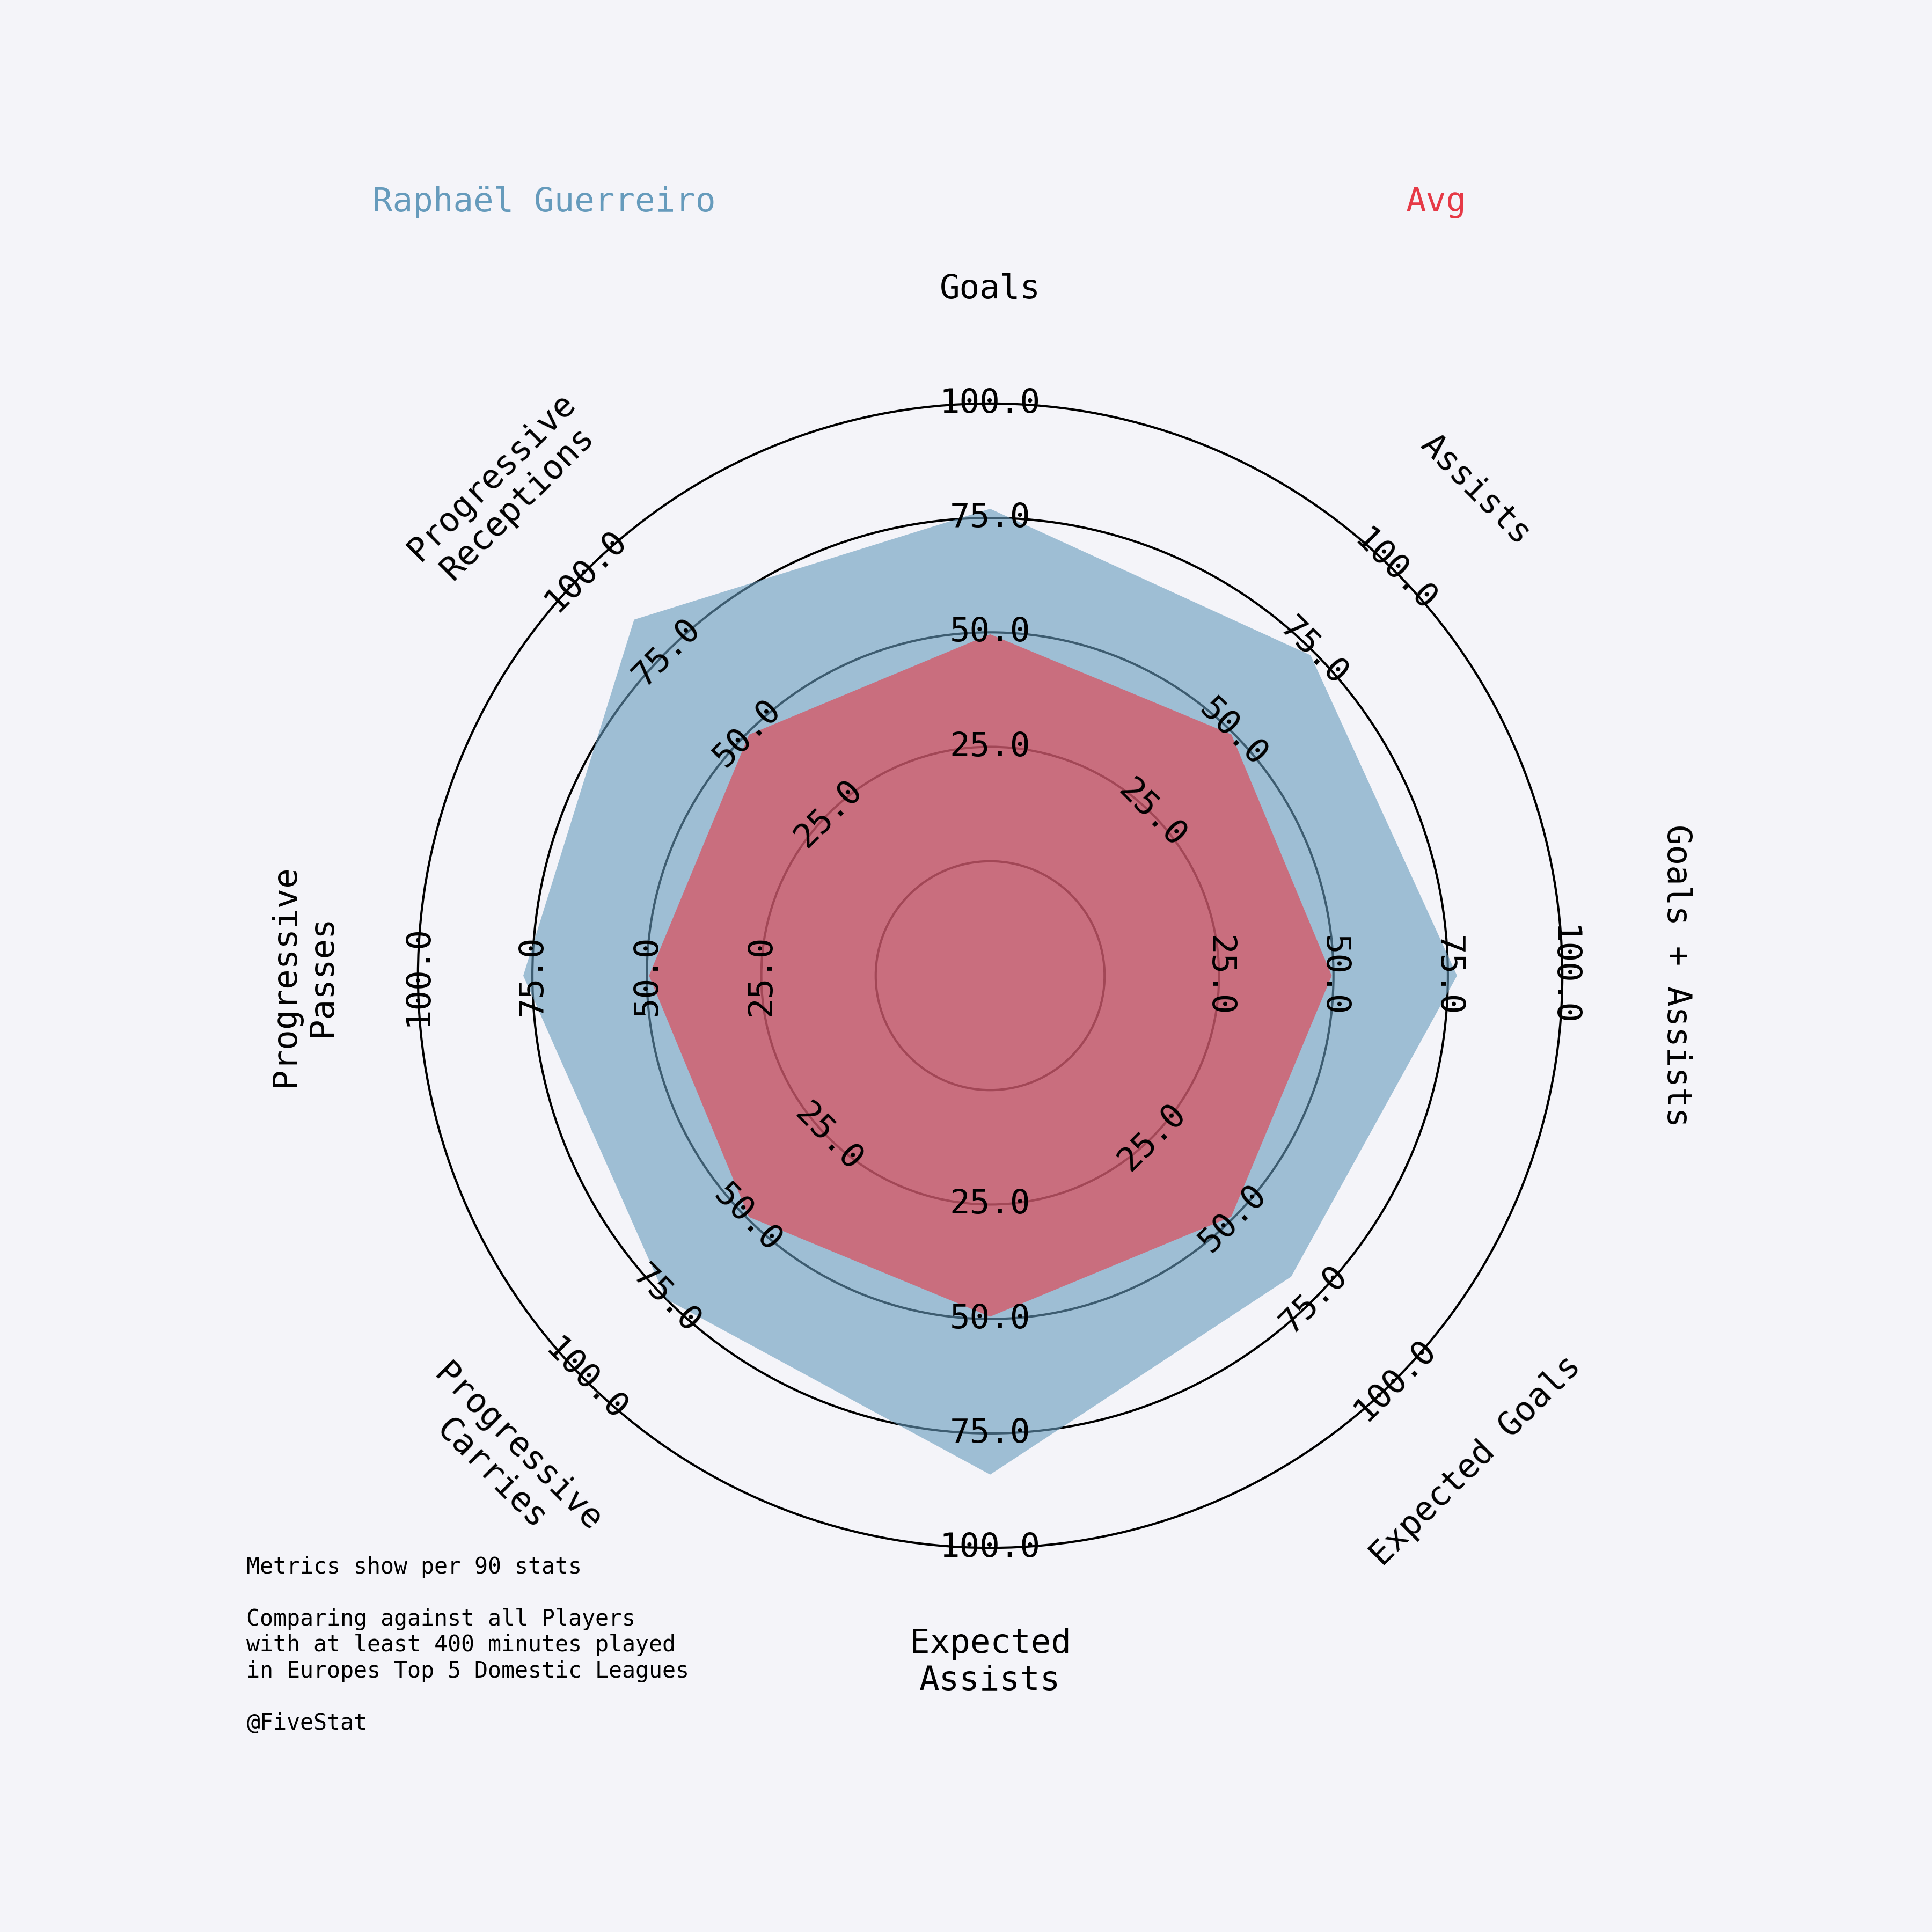 Raphaël Guerreiro
Avg
Goals
Assists
Goals + Assists
Expected Goals
Expected
Assists
Progressive
Carries
Progressive
Passes
Progressive
Receptions
25.0
50.0
75.0
100.0
25.0
50.0
75.0
100.0
25.0
50.0
75.0
100.0
25.0
50.0
75.0
100.0
25.0
50.0
75.0
100.0
25.0
50.0
75.0
100.0
25.0
50.0
75.0
100.0
25.0
50.0
75.0
100.0
Metrics show per 90 stats
Comparing against all Players
with at least 400 minutes played
in Europes Top 5 Domestic Leagues
@FiveStat